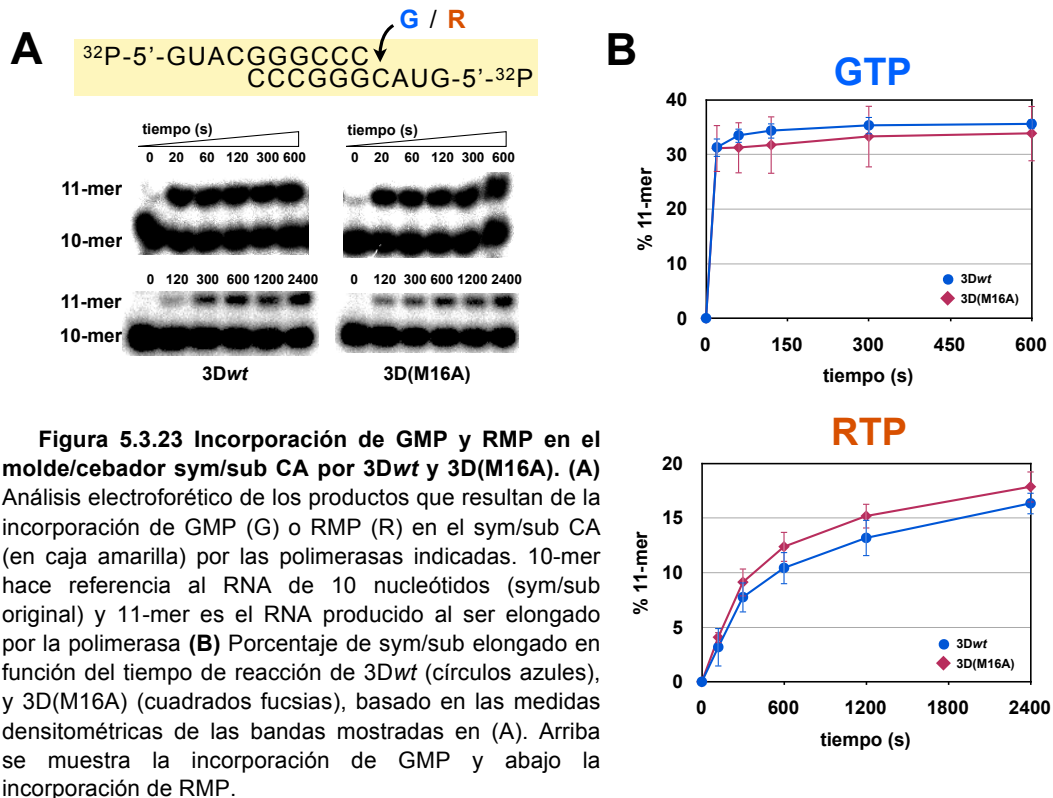 A
G / R
32P-5'-GUACGGGCCC
CCCGGGCAUG-5'-32P
tiempo (s)
0 20 60 120 300 600
11-mer
10-mer
tiempo (s)
0 20 60 120 300 600
0 120 300 600 1200 2400
11-mer
10-mer
3Dwt
0 120 300 600 1200 2400
3D(M16A)
B
GTP
40
30
20
10
0
% 11-mer
3Dwt
3D(M16A)
0 150 300 450 600
tiempo (s)
RTP
20
15
10
5
0
% 11-mer
3Dwt
3D(M16A)
0 600 1200 1800 2400
tiempo (s)
Figura 5.3.23 Incorporación de GMP y RMP en el
molde/cebador sym/sub CA por 3Dwt y 3D(M16A). (A)
Análisis electroforético de los productos que resultan de la
incorporación de GMP (G) o RMP (R) en el sym/sub CA
(en caja amarilla) por las polimerasas indicadas. 10-mer
hace referencia al RNA de 10 nucleótidos (sym/sub
original) y 11-mer es el RNA producido al ser elongado
por la polimerasa (B) Porcentaje de sym/sub elongado en
función del tiempo de reacción de 3Dwt (círculos azules),
y 3D(M16A) (cuadrados fucsias), basado en las medidas
densitométricas de las bandas mostradas en (A). Arriba
se muestra la incorporación de GMP y abajo la
incorporación de RMP.